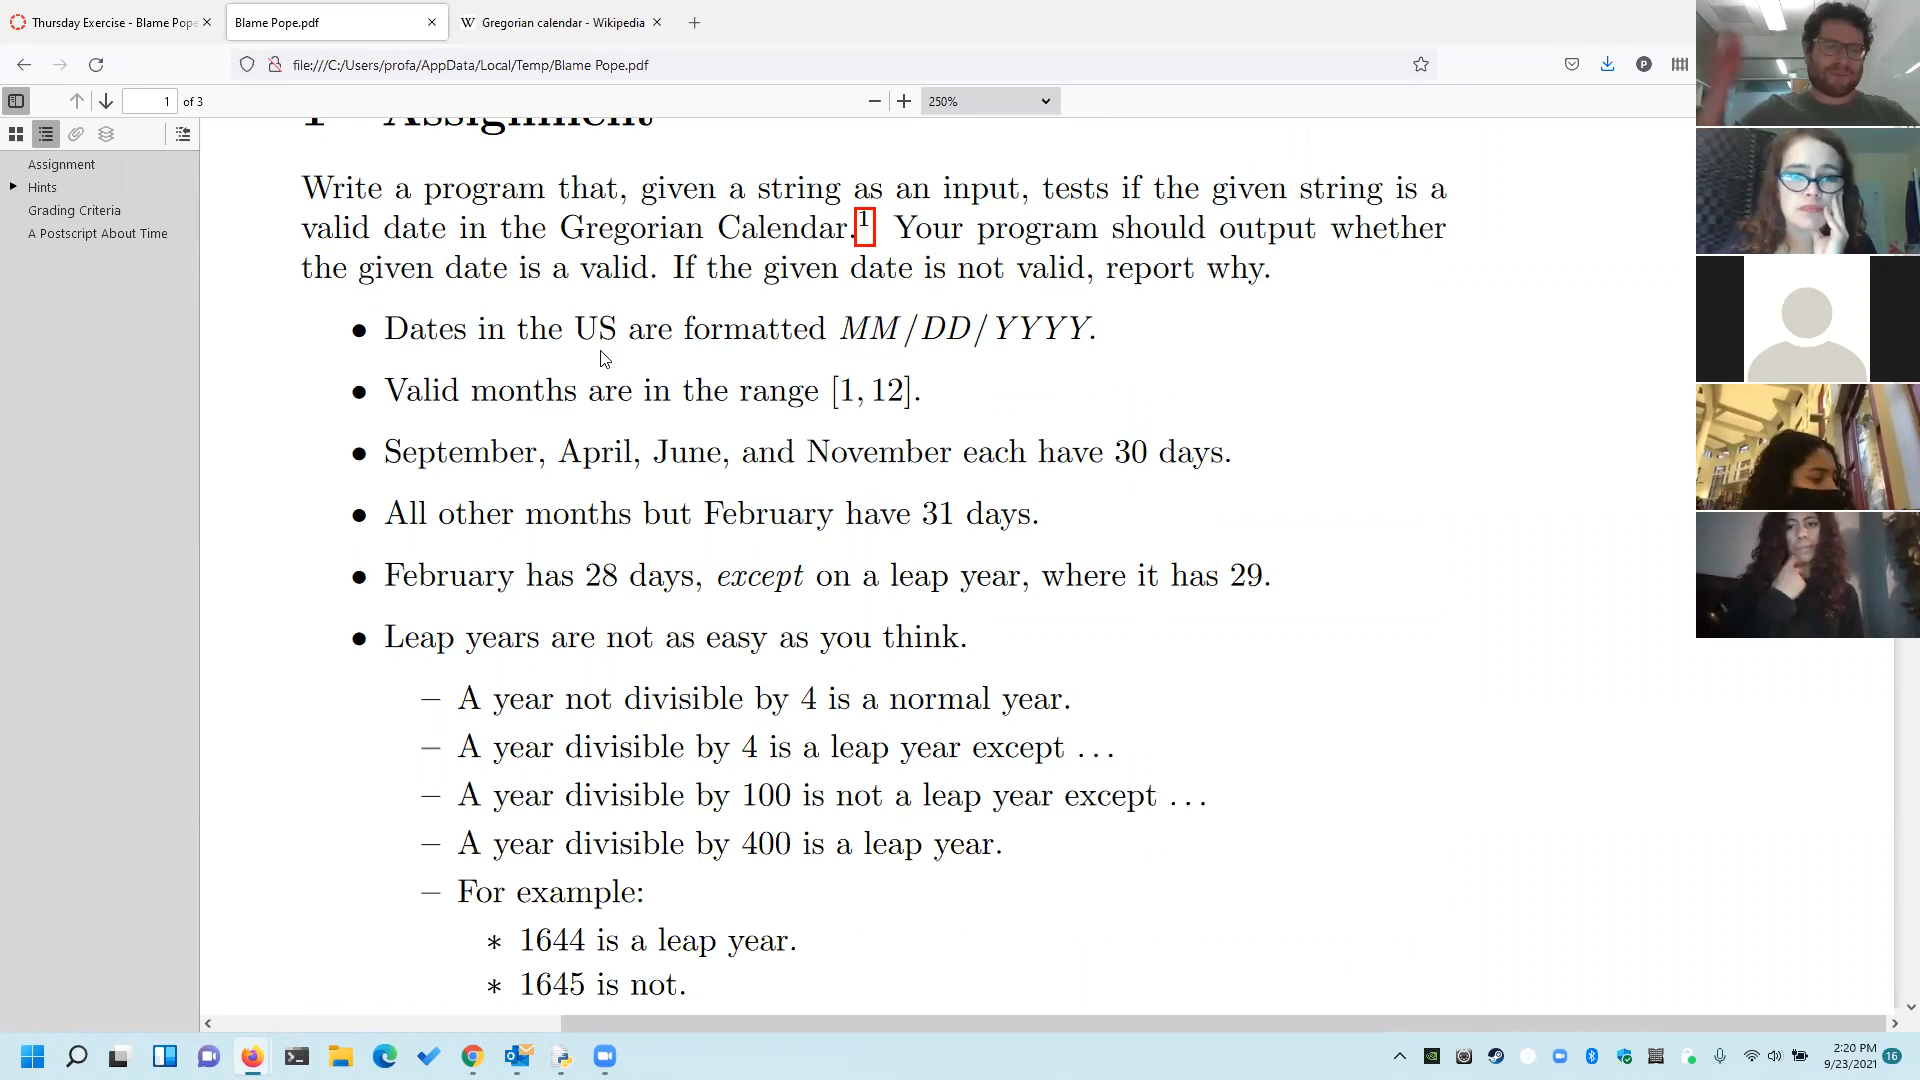 Thursday Exercise - Blame Pope
Blame Pope.pdf
Gregorian calendar - Wikipedia
file:///C:/Users/profa/AppData/Local/Temp/Blame Pope.pdf
1 of 3
250%
Assignment
Hints
Grading Criteria
A Postscript About Time
1 Assignment
Write a program that, given a string as an input, tests if the given string is a
valid date in the Gregorian Calendar.1 Your program should output whether
the given date is a valid. If the given date is not valid, report why.
• Dates in the US are formatted MM/DD/YYYY.
• Valid months are in the range [1, 12].
• September, April, June, and November each have 30 days.
• All other months but February have 31 days.
• February has 28 days, except on a leap year, where it has 29.
• Leap years are not as easy as you think.
– A year not divisible by 4 is a normal year.
– A year divisible by 4 is a leap year except ...
– A year divisible by 100 is not a leap year except ...
– A year divisible by 400 is a leap year.
– For example:
* 1644 is a leap year.
* 1645 is not.
2:20 PM
9/23/2021
16